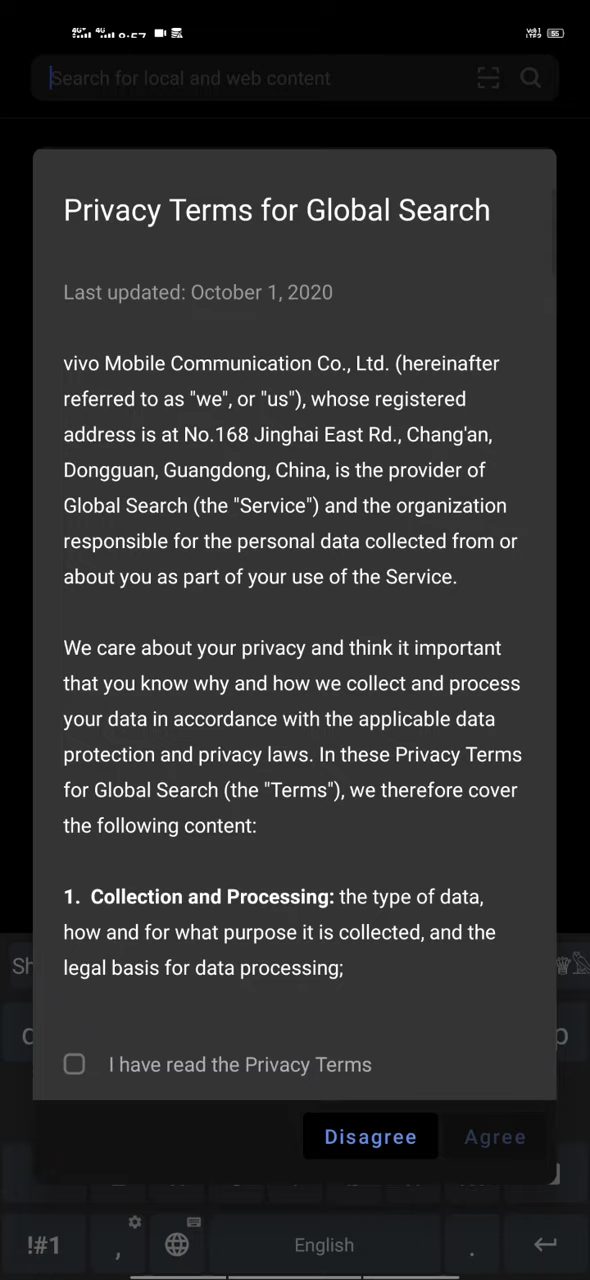 8:57
55
Search for local and web content
Privacy Terms for Global Search
Last updated: October 1, 2020
vivo Mobile Communication Co., Ltd. (hereinafter
referred to as "we", or "us"), whose registered
address is at No.168 Jinghai East Rd., Chang'an,
Dongguan, Guangdong, China, is the provider of
Global Search (the "Service") and the organization
responsible for the personal data collected from or
about you as part of your use of the Service.
We care about your privacy and think it important
that you know why and how we collect and process
your data in accordance with the applicable data
protection and privacy laws. In these Privacy Terms
for Global Search (the "Terms"), we therefore cover
the following content:
1. Collection and Processing: the type of data,
how and for what purpose it is collected, and the
legal basis for data processing;
I have read the Privacy Terms
Disagree Agree
!#1 , English .